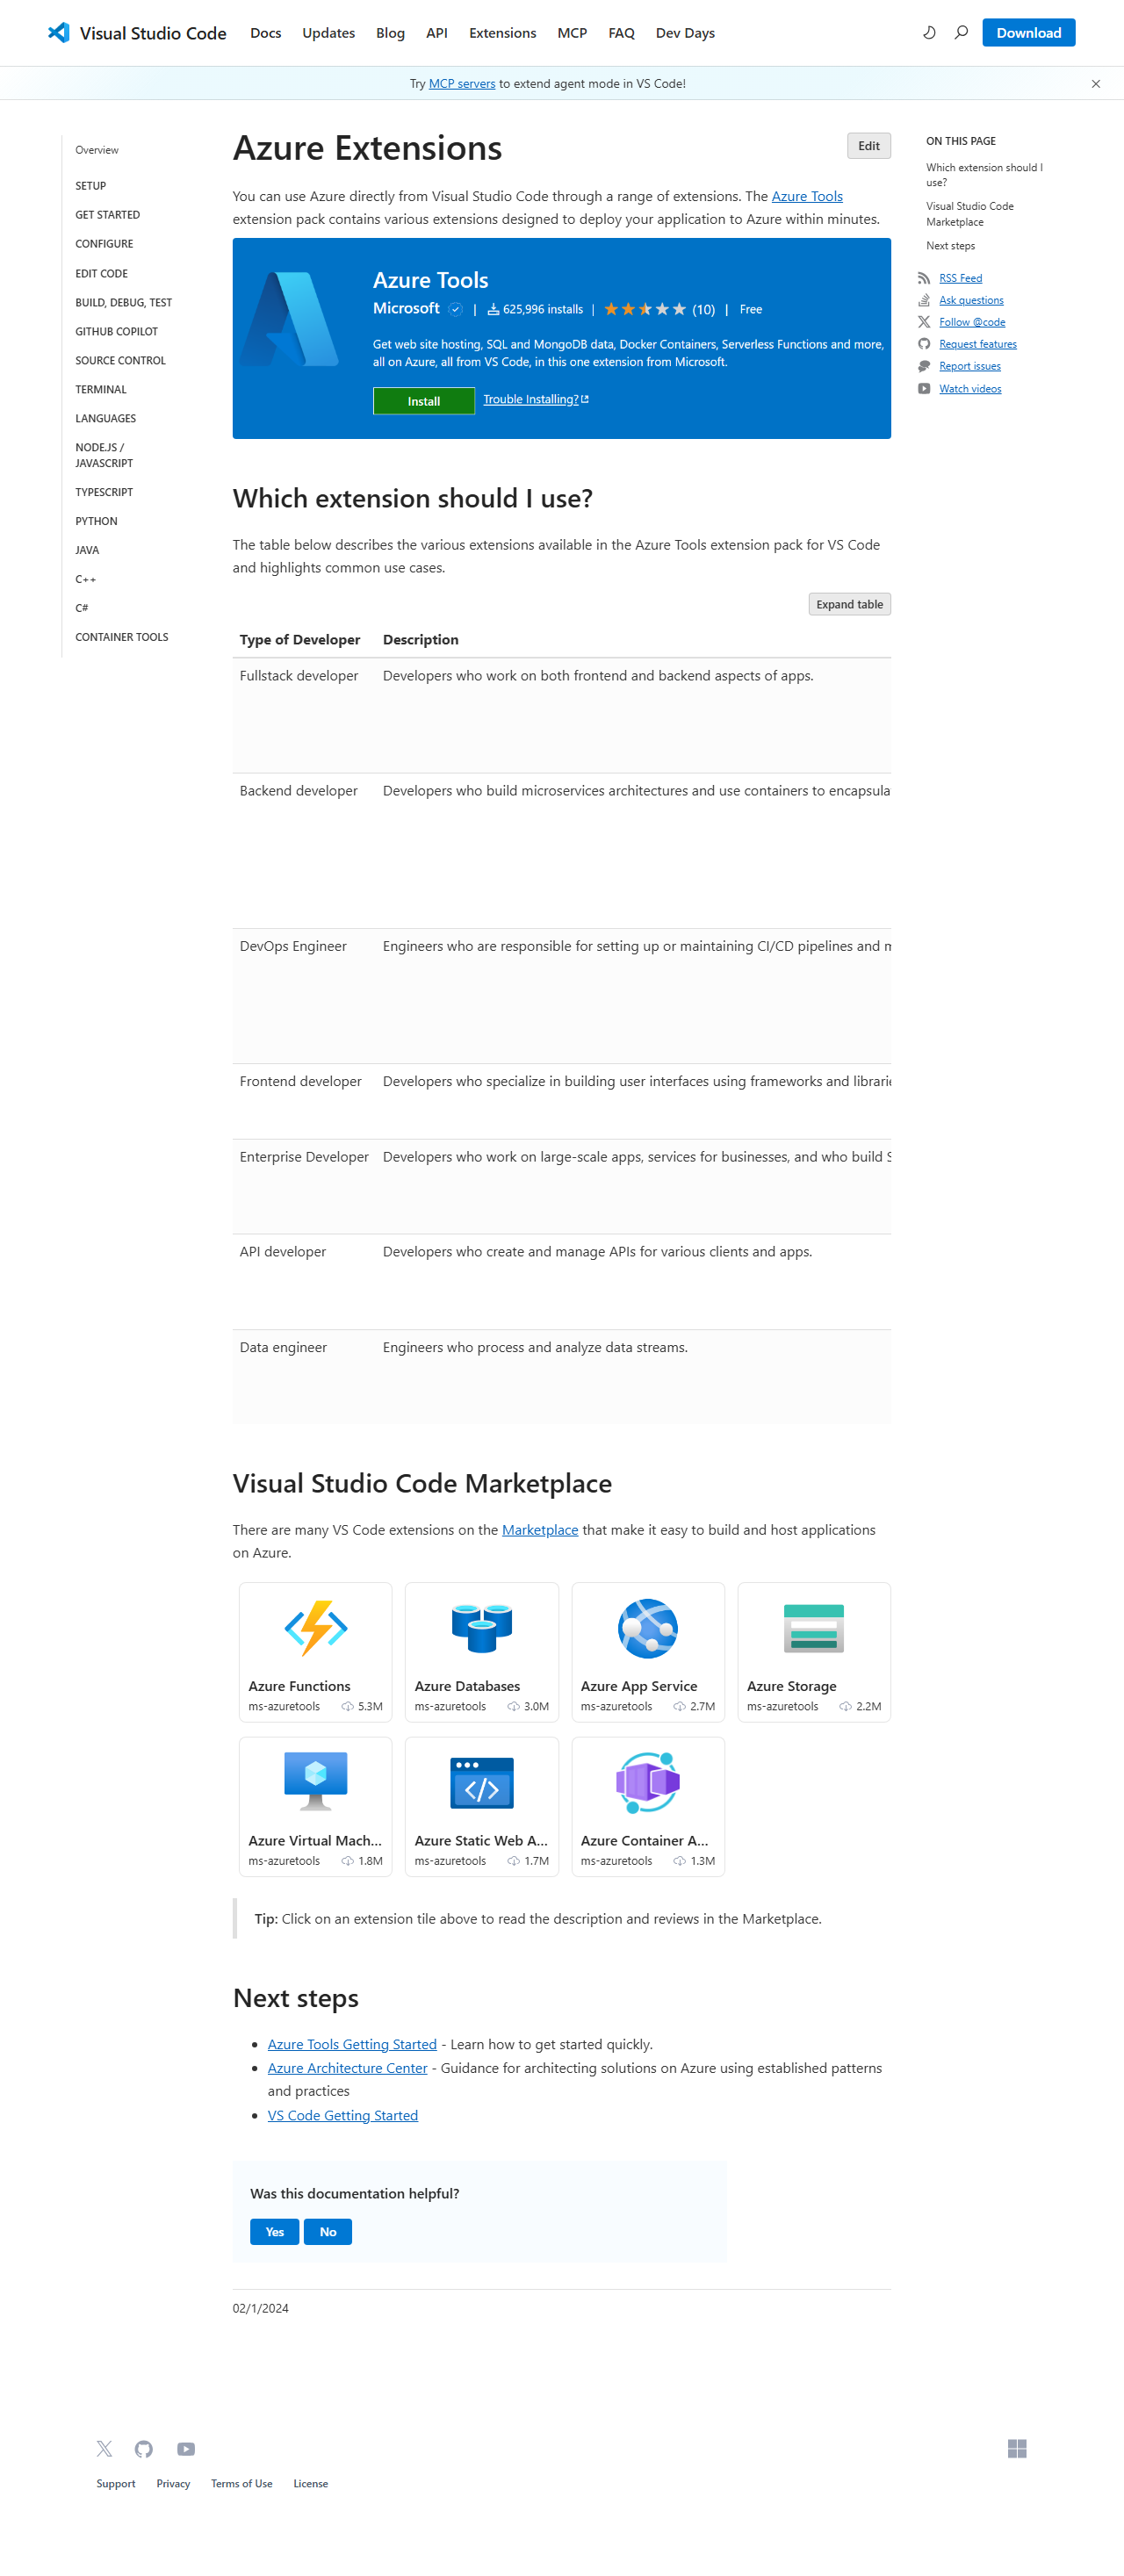 Visual Studio Code Docs Updates Blog API Extensions MCP FAQ Dev Days Download
Try MCP servers to extend agent mode in VS Code!
Overview
SETUP
GET STARTED
CONFIGURE
EDIT CODE
BUILD, DEBUG, TEST
GITHUB COPILOT
SOURCE CONTROL
TERMINAL
LANGUAGES
NODE.JS /
JAVASCRIPT
TYPESCRIPT
PYTHON
JAVA
C++
C#
CONTAINER TOOLS
Azure Extensions
Edit
You can use Azure directly from Visual Studio Code through a range of extensions. The Azure Tools
extension pack contains various extensions designed to deploy your application to Azure within minutes.
Azure Tools
Microsoft | 625,996 installs | (10) | Free
Get web site hosting, SQL and MongoDB data, Docker Containers, Serverless Functions and more,
all on Azure, all from VS Code, in this one extension from Microsoft.
Install Trouble Installing?
Which extension should I use?
The table below describes the various extensions available in the Azure Tools extension pack for VS Code
and highlights common use cases.
Expand table
Type of Developer Description
Fullstack developer Developers who work on both frontend and backend aspects of apps.
Backend developer Developers who build microservices architectures and use containers to encapsula
DevOps Engineer Engineers who are responsible for setting up or maintaining CI/CD pipelines and m
Frontend developer Developers who specialize in building user interfaces using frameworks and librarie
Enterprise Developer Developers who work on large-scale apps, services for businesses, and who build S
API developer Developers who create and manage APIs for various clients and apps.
Data engineer Engineers who process and analyze data streams.
Visual Studio Code Marketplace
There are many VS Code extensions on the Marketplace that make it easy to build and host applications
on Azure.
Azure Functions
ms-azuretools 5.3M
Azure Databases
ms-azuretools 3.0M
Azure App Service
ms-azuretools 2.7M
Azure Storage
ms-azuretools 2.2M
Azure Virtual Mach...
ms-azuretools 1.8M
Azure Static Web A...
ms-azuretools 1.7M
Azure Container A...
ms-azuretools 1.3M
Tip: Click on an extension tile above to read the description and reviews in the Marketplace.
Next steps
Azure Tools Getting Started - Learn how to get started quickly.
Azure Architecture Center - Guidance for architecting solutions on Azure using established patterns
and practices
VS Code Getting Started
Was this documentation helpful?
Yes No
02/1/2024
ON THIS PAGE
Which extension should I
use?
Visual Studio Code
Marketplace
Next steps
RSS Feed
Ask questions
Follow @code
Request features
Report issues
Watch videos
Support Privacy Terms of Use License